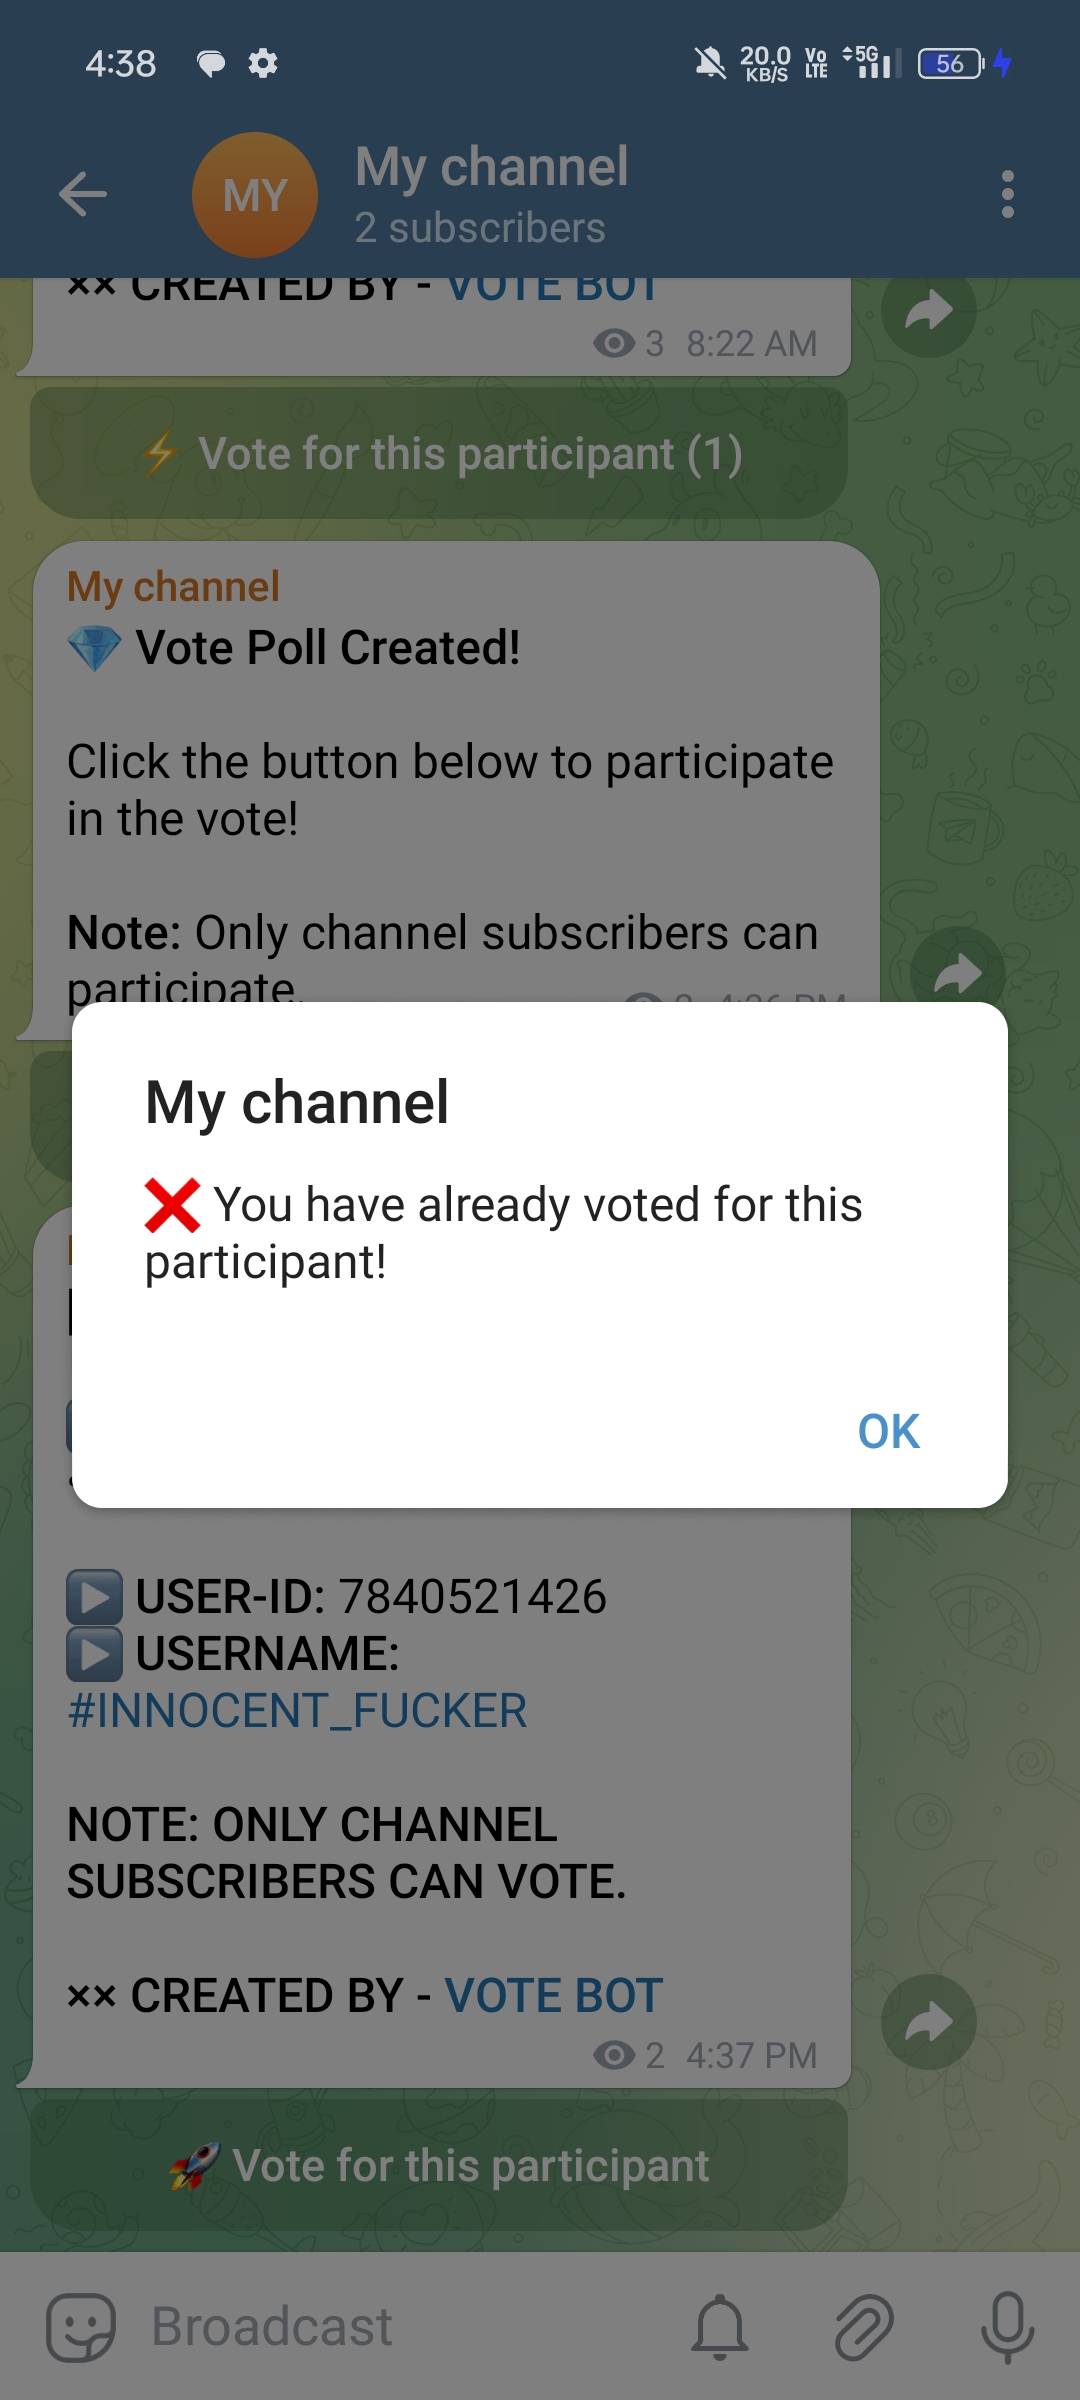 4:38
20.0 KB/S Vo LTE 5G 56
MY
My channel
2 subscribers
×× CREATED BY - VOTE BOT
3 8:22 AM
⚡ Vote for this participant (1)
My channel
💎 Vote Poll Created!
Click the button below to participate
in the vote!
Note: Only channel subscribers can
participate.
My channel
❌ You have already voted for this
participant!
OK
▶️ USER-ID: 7840521426
▶️ USERNAME:
#INNOCENT_FUCKER
NOTE: ONLY CHANNEL
SUBSCRIBERS CAN VOTE.
×× CREATED BY - VOTE BOT
2 4:37 PM
🚀 Vote for this participant
Broadcast